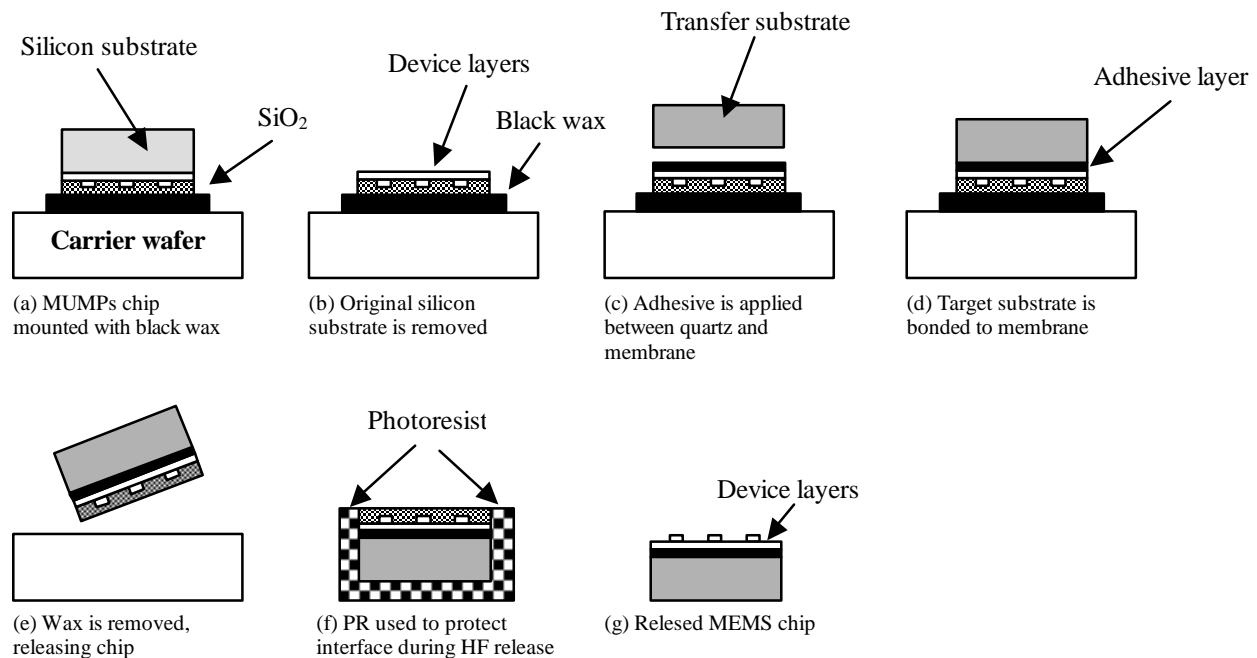 Silicon substrate
SiO₂
Carrier wafer
(a) MUMPs chip
mounted with black wax
Device layers
Black wax
(b) Original silicon
substrate is removed
Transfer substrate
(c) Adhesive is applied
between quartz and
membrane
Adhesive layer
(d) Target substrate is
bonded to membrane
(e) Wax is removed,
releasing chip
Photoresist
(f) PR used to protect
interface during HF release
Device layers
(g) Relesed MEMS chip